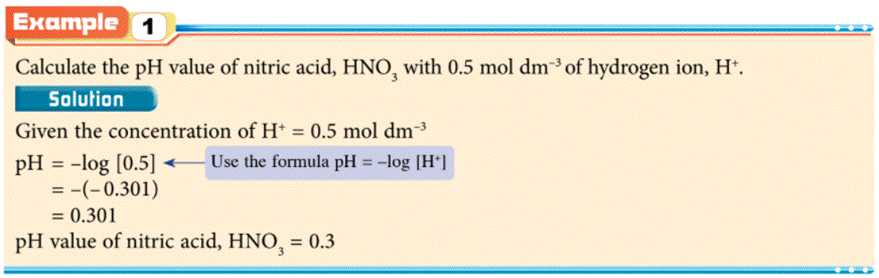 Example 1
Calculate the pH value of nitric acid, HNO₃ with 0.5 mol dm⁻³ of hydrogen ion, H⁺.
Solution
Given the concentration of H⁺ = 0.5 mol dm⁻³
pH = –log [0.5] Use the formula pH = –log [H⁺]
= –(–0.301)
= 0.301
pH value of nitric acid, HNO₃ = 0.3